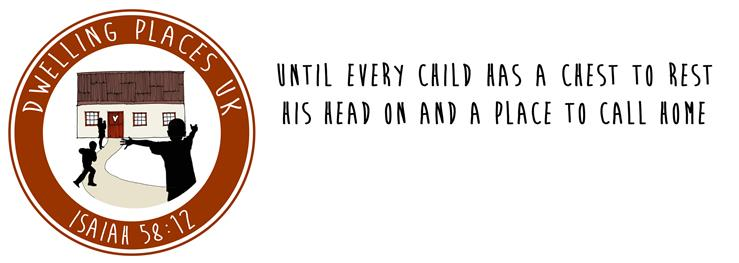 DWELLING PLACES UK
ISAIAH 58:12
UNTIL EVERY CHILD HAS A CHEST TO REST
HIS HEAD ON AND A PLACE TO CALL HOME